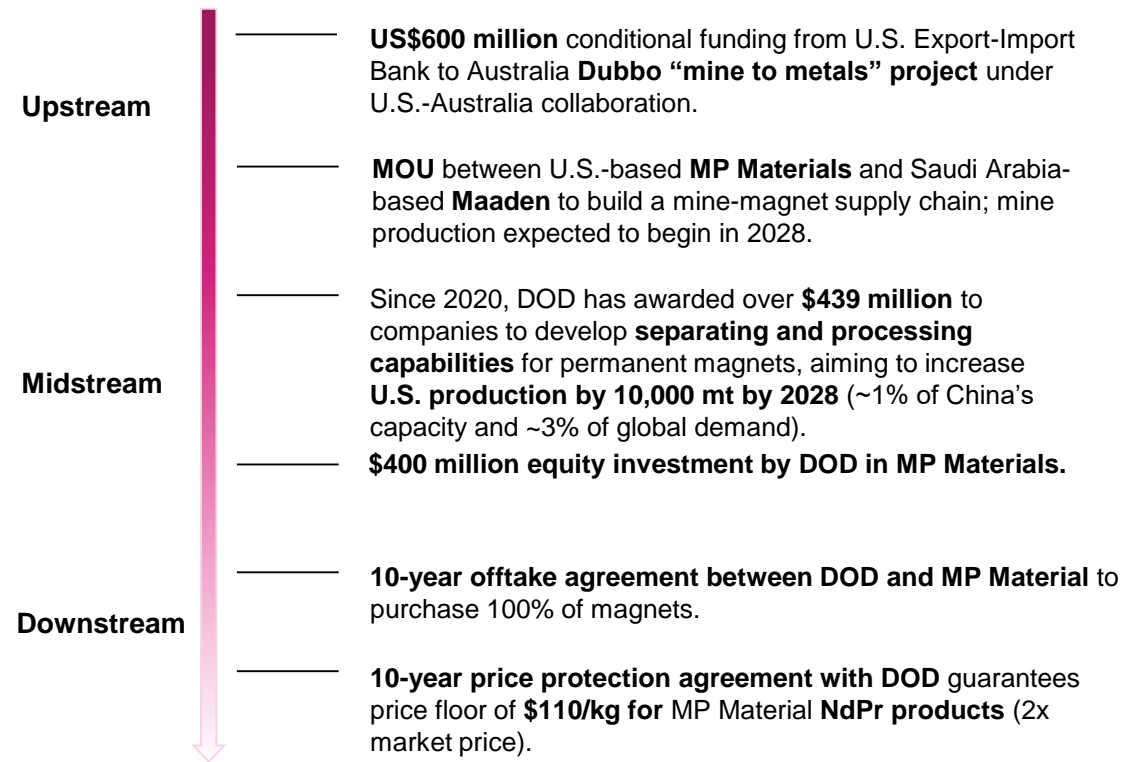 Upstream
US$600 million conditional funding from U.S. Export-Import
Bank to Australia Dubbo “mine to metals” project under
U.S.-Australia collaboration.
MOU between U.S.-based MP Materials and Saudi Arabia-
based Maaden to build a mine-magnet supply chain; mine
production expected to begin in 2028.
Midstream
Since 2020, DOD has awarded over $439 million to
companies to develop separating and processing
capabilities for permanent magnets, aiming to increase
U.S. production by 10,000 mt by 2028 (~1% of China’s
capacity and ~3% of global demand).
$400 million equity investment by DOD in MP Materials.
Downstream
10-year offtake agreement between DOD and MP Material to
purchase 100% of magnets.
10-year price protection agreement with DOD guarantees
price floor of $110/kg for MP Material NdPr products (2x
market price).